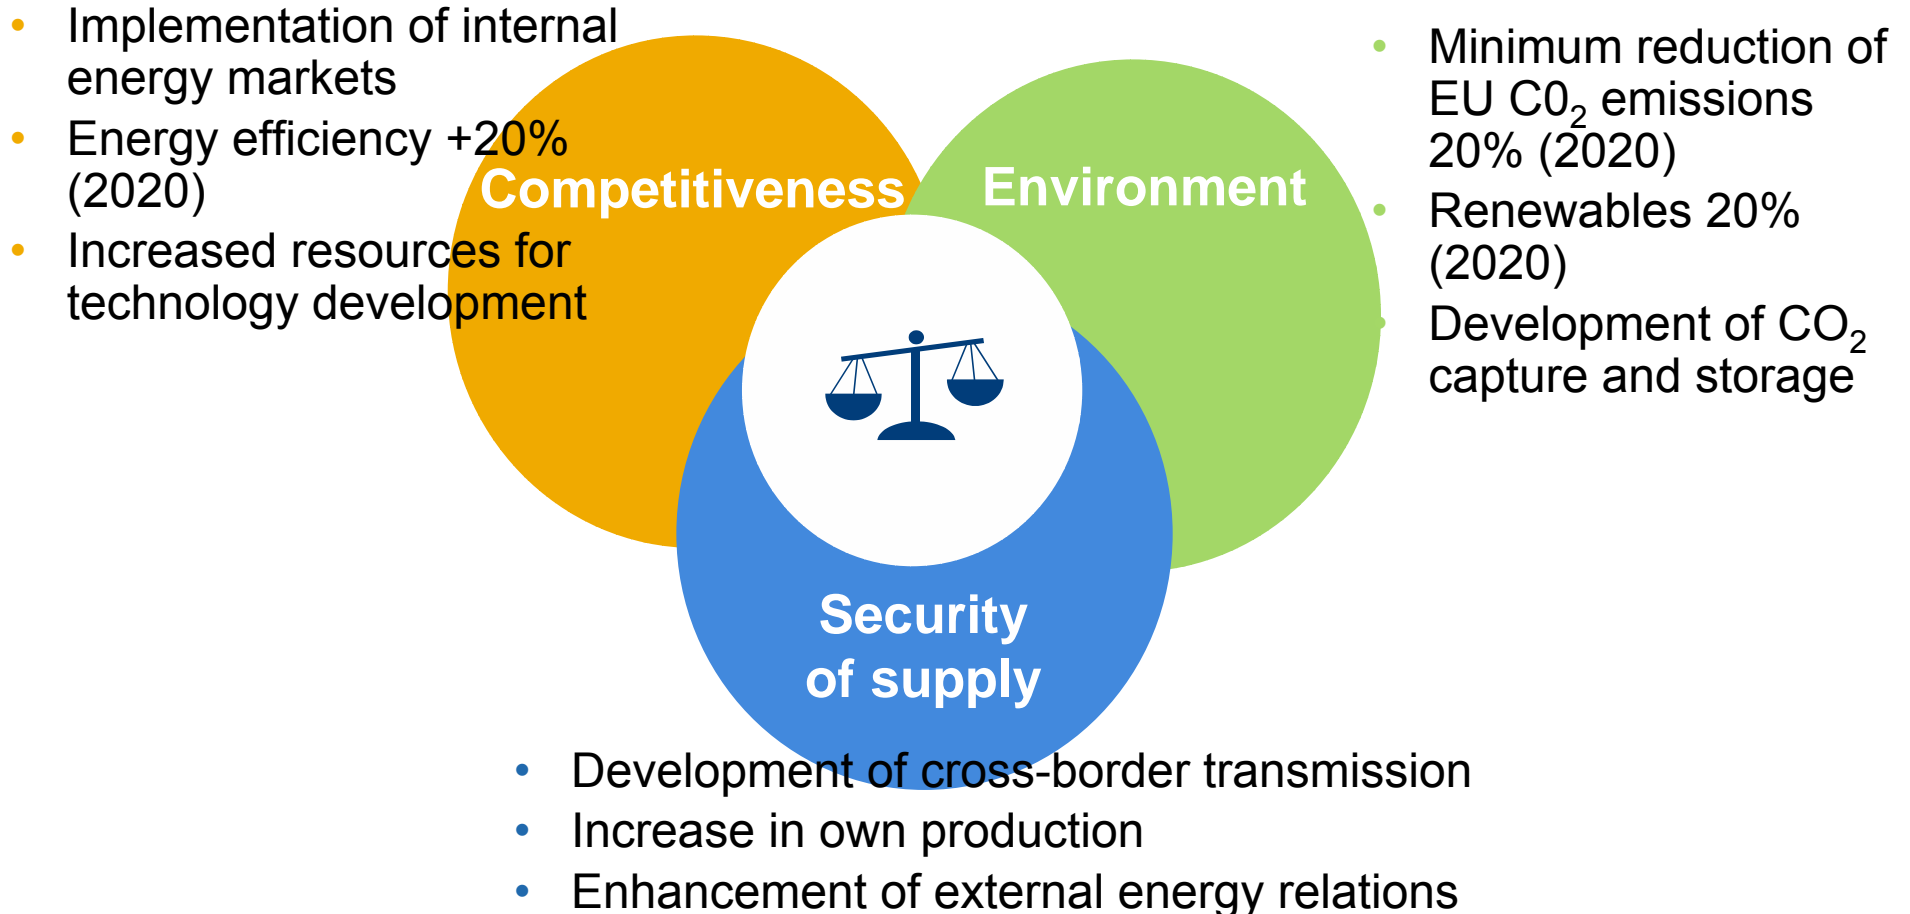 • Implementation of internal
energy markets
• Energy efficiency +20%
(2020)
• Increased resources for
technology development
Competitiveness
Environment
• Minimum reduction of
EU C0₂ emissions
20% (2020)
• Renewables 20%
(2020)
• Development of CO₂
capture and storage
Security
of supply
• Development of cross-border transmission
• Increase in own production
• Enhancement of external energy relations